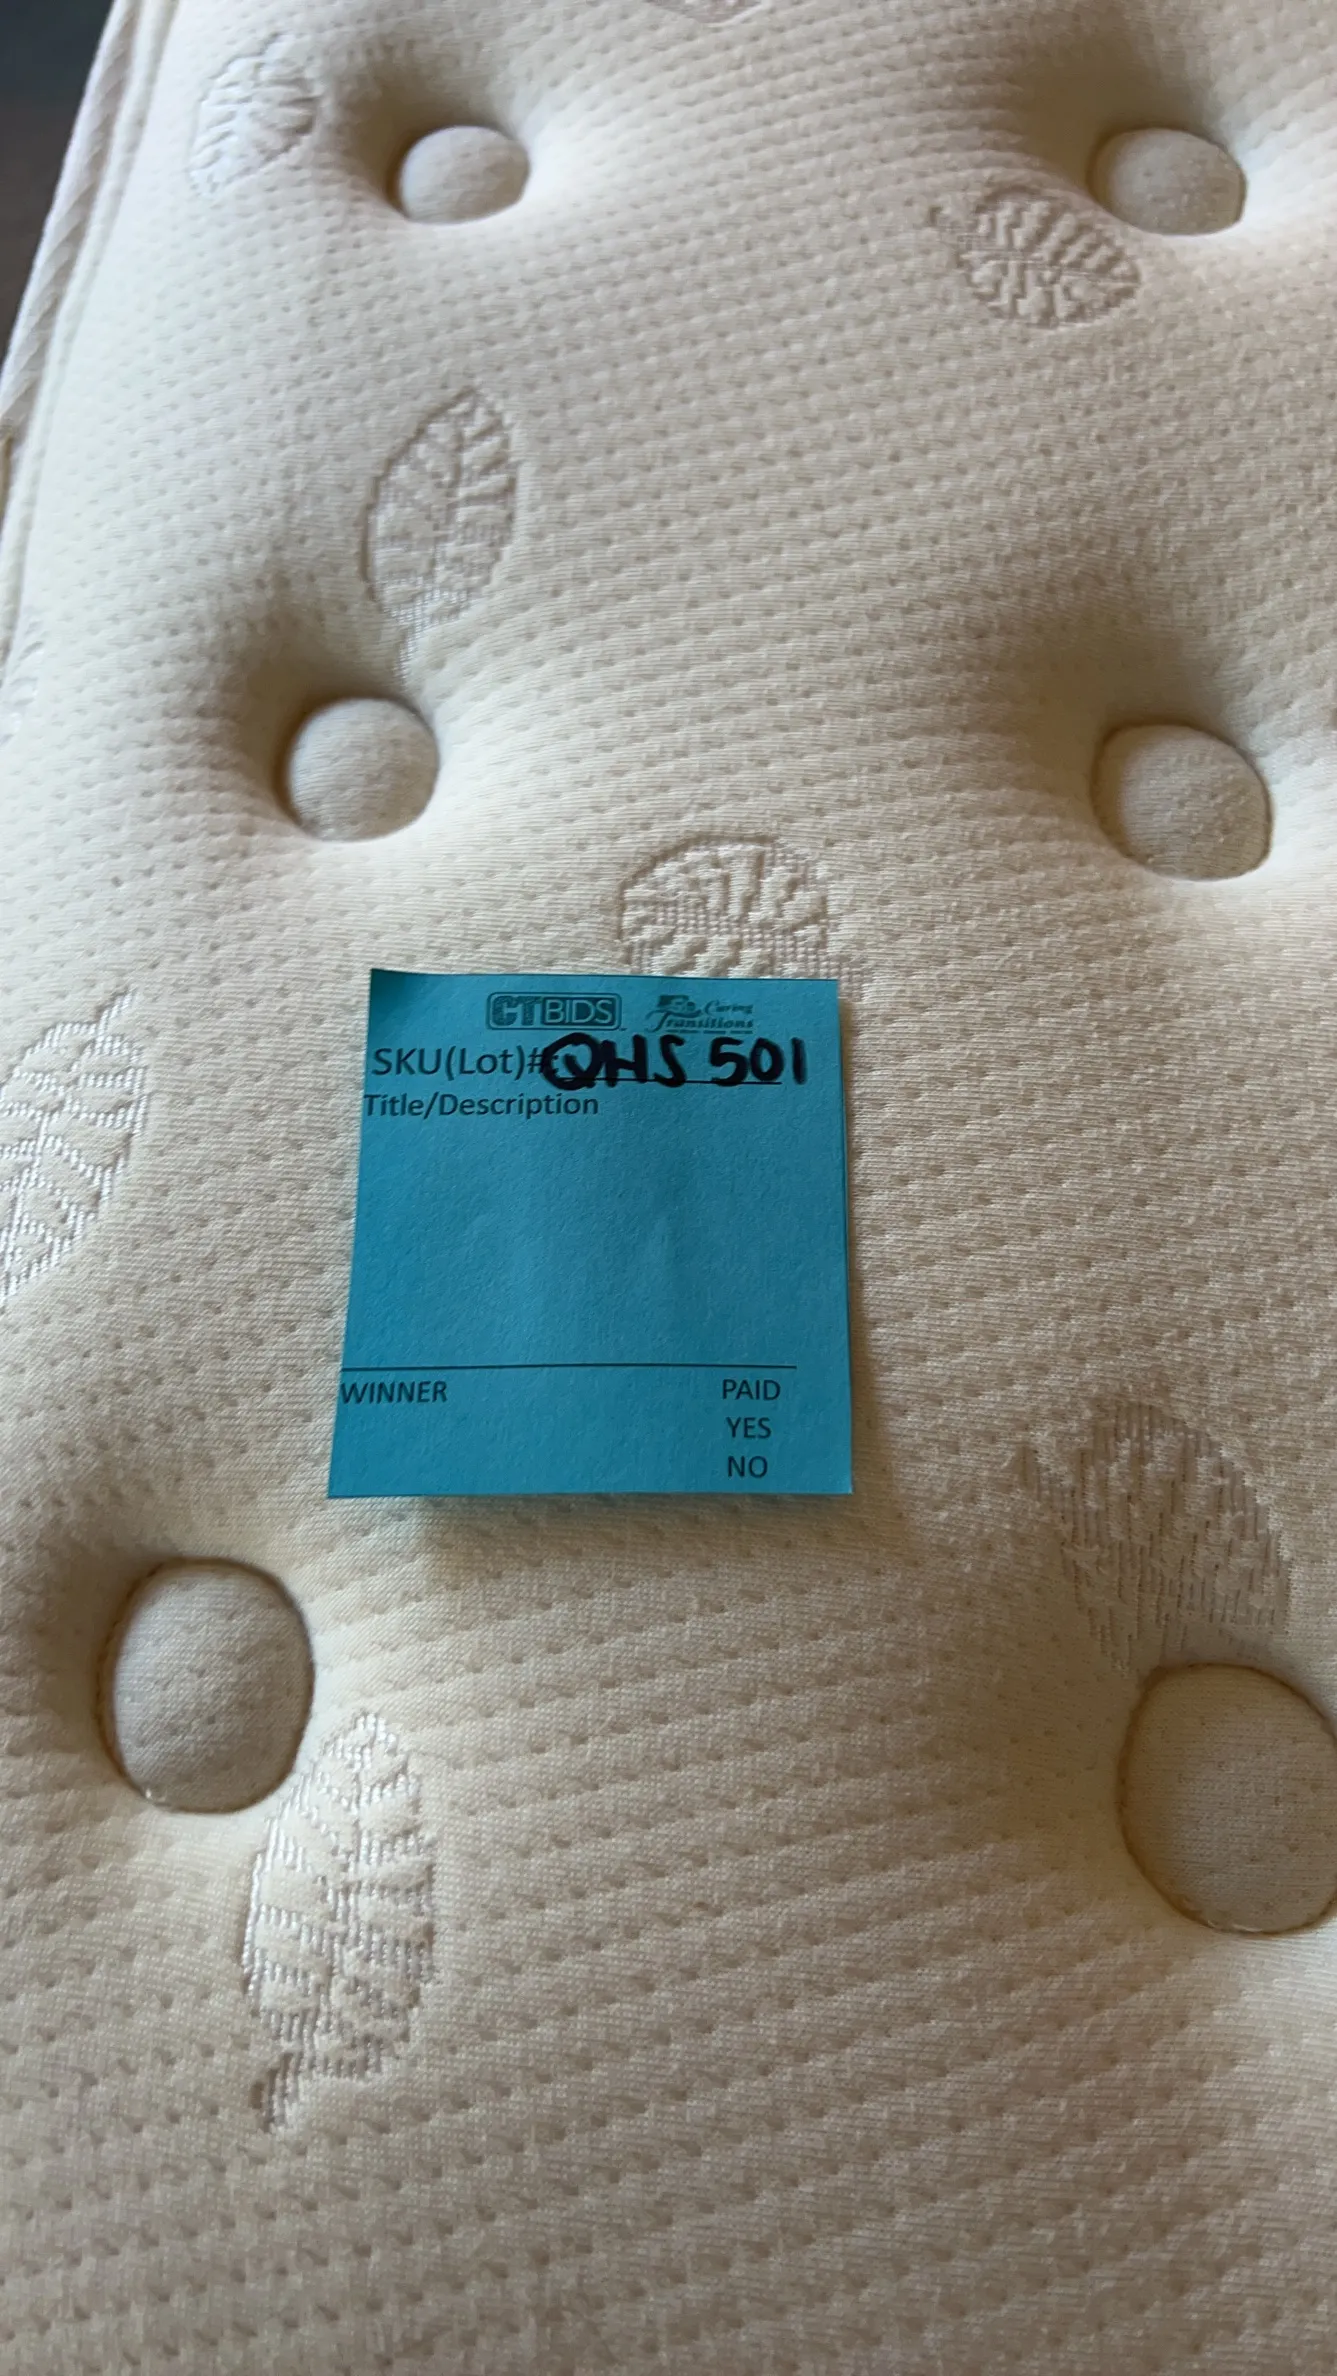 CTBIDS Caring Transitions
SKU(Lot)#: QHS 501
Title/Description
WINNER PAID
YES
NO